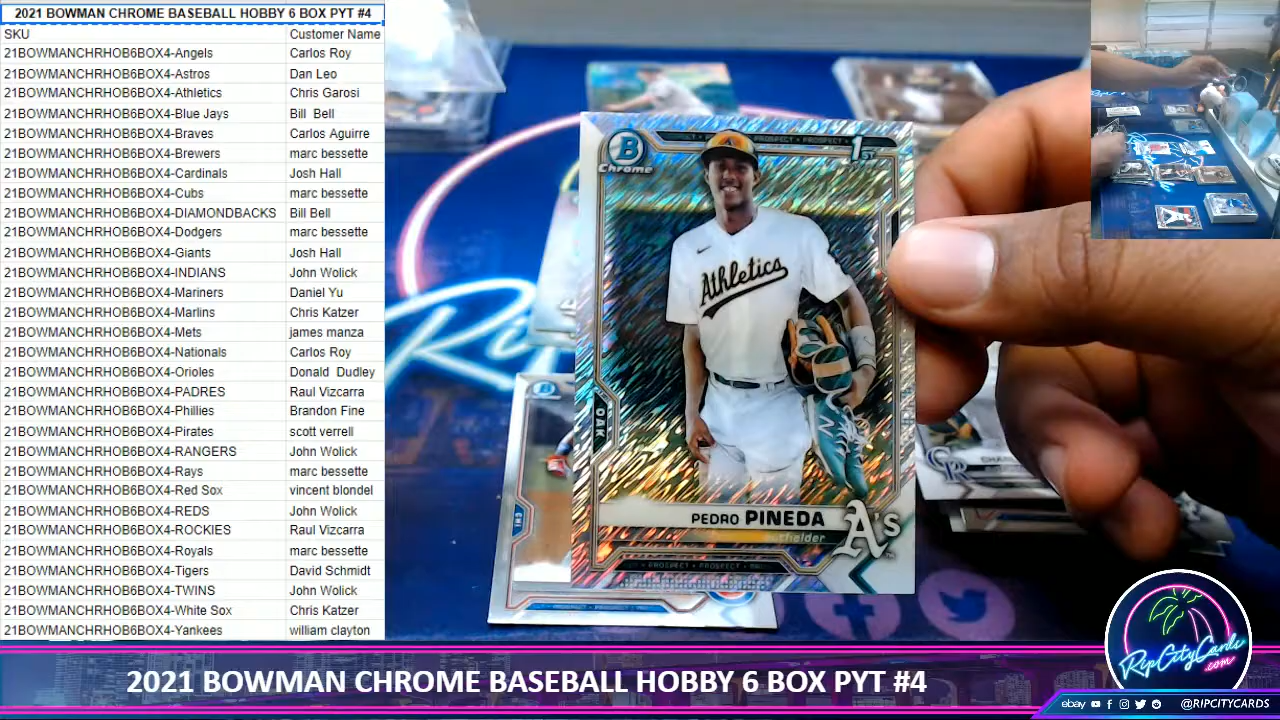 2021 BOWMAN CHROME BASEBALL HOBBY 6 BOX PYT #4
SKU Customer Name
21BOWMANCHRHOB6BOX4-Angels Carlos Roy
21BOWMANCHRHOB6BOX4-Astros Dan Leo
21BOWMANCHRHOB6BOX4-Athletics Chris Garosi
21BOWMANCHRHOB6BOX4-Blue Jays Bill Bell
21BOWMANCHRHOB6BOX4-Braves Carlos Aguirre
21BOWMANCHRHOB6BOX4-Brewers marc bessette
21BOWMANCHRHOB6BOX4-Cardinals Josh Hall
21BOWMANCHRHOB6BOX4-Cubs marc bessette
21BOWMANCHRHOB6BOX4-DIAMONDBACKS Bill Bell
21BOWMANCHRHOB6BOX4-Dodgers marc bessette
21BOWMANCHRHOB6BOX4-Giants Josh Hall
21BOWMANCHRHOB6BOX4-INDIANS John Wolick
21BOWMANCHRHOB6BOX4-Mariners Daniel Yu
21BOWMANCHRHOB6BOX4-Marlins Chris Katzer
21BOWMANCHRHOB6BOX4-Mets james manza
21BOWMANCHRHOB6BOX4-Nationals Carlos Roy
21BOWMANCHRHOB6BOX4-Orioles Donald Dudley
21BOWMANCHRHOB6BOX4-PADRES Raul Vizcarra
21BOWMANCHRHOB6BOX4-Phillies Brandon Fine
21BOWMANCHRHOB6BOX4-Pirates scott verrell
21BOWMANCHRHOB6BOX4-RANGERS John Wolick
21BOWMANCHRHOB6BOX4-Rays marc bessette
21BOWMANCHRHOB6BOX4-Red Sox vincent blondel
21BOWMANCHRHOB6BOX4-REDS John Wolick
21BOWMANCHRHOB6BOX4-ROCKIES Raul Vizcarra
21BOWMANCHRHOB6BOX4-Royals marc bessette
21BOWMANCHRHOB6BOX4-Tigers David Schmidt
21BOWMANCHRHOB6BOX4-TWINS John Wolick
21BOWMANCHRHOB6BOX4-White Sox Chris Katzer
21BOWMANCHRHOB6BOX4-Yankees william clayton
B
Chrome
PROSPECT • PROSPECT
1ST
Athletics
OAK
PEDRO PINEDA
outfielder
A's
PROSPECT • PROSPECT
Rip
CHI
CR
2021 BOWMAN CHROME BASEBALL HOBBY 6 BOX PYT #4
RipCityCards
.com
ebay
@RIPCITYCARDS